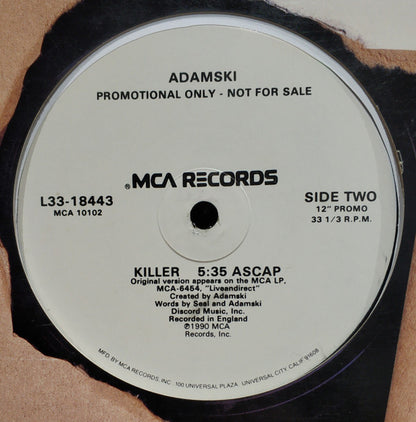 ADAMSKI
PROMOTIONAL ONLY - NOT FOR SALE
®MCA RECORDS
L33-18443
MCA 10102
SIDE TWO
12" PROMO
33 1/3 R.P.M.
KILLER 5:35 ASCAP
Original version appears on the MCA LP,
MCA-6454, "Liveandirect"
Created by Adamski
Words by Seal and Adamski
Discord Music, Inc.
Recorded in England
℗1990 MCA
Records, Inc.
MFD. BY MCA RECORDS, INC. 100 UNIVERSAL PLAZA UNIVERSAL CITY, CALIF 91608